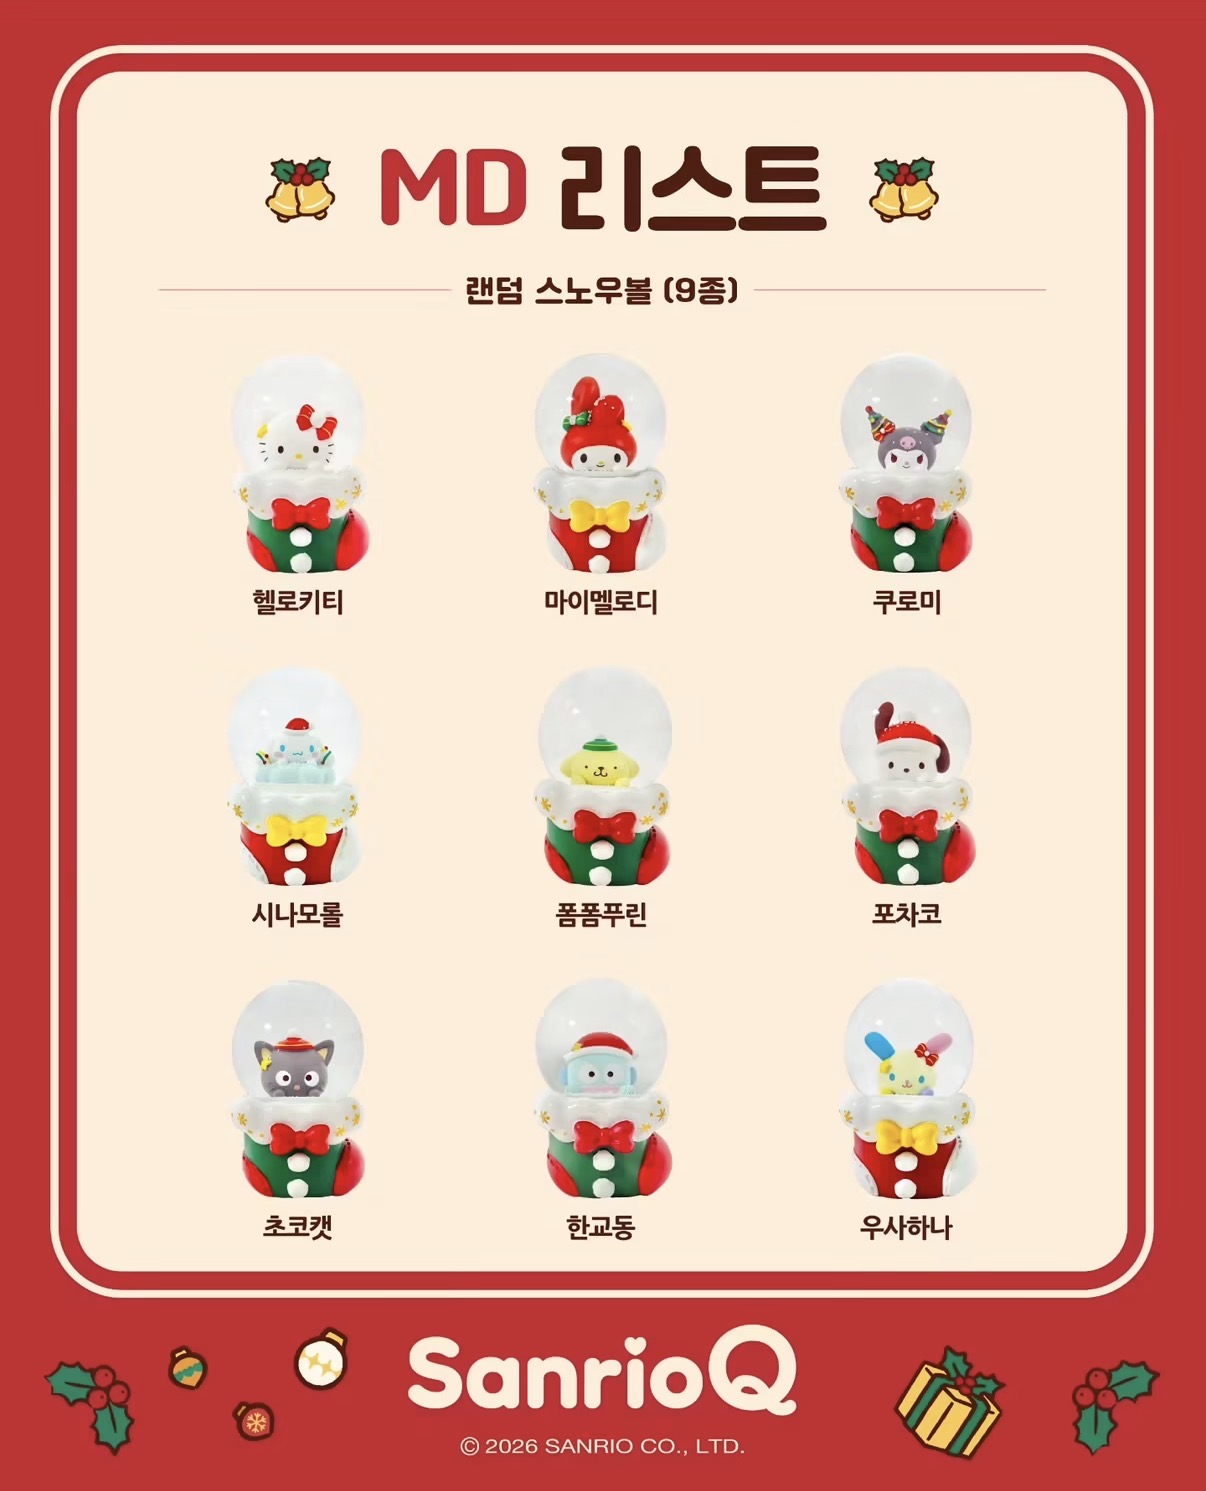 MD 리스트
랜덤 스노우볼 (9종)
헬로키티 마이멜로디 쿠로미
시나모롤 폼폼푸린 포차코
초코캣 한교동 우사하나
SanrioQ
© 2026 SANRIO CO., LTD.